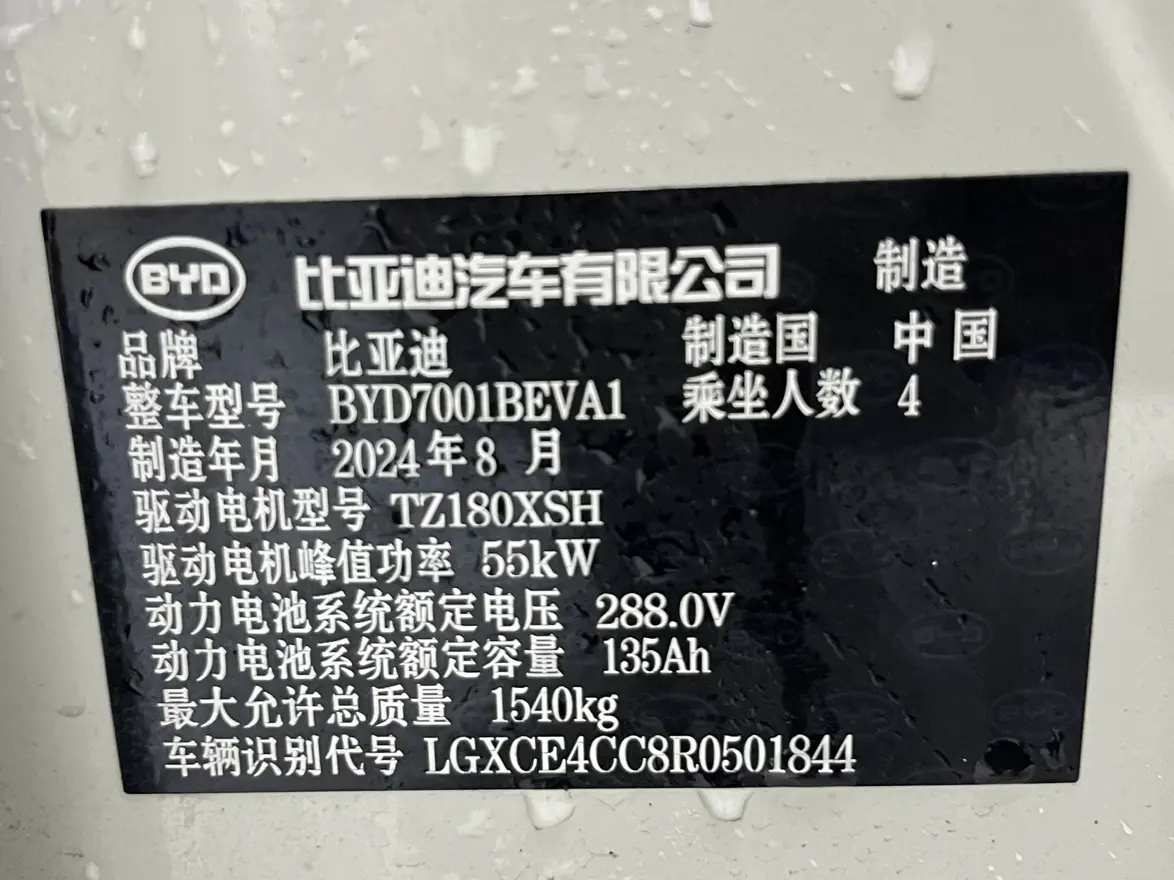 BYD 比亚迪汽车有限公司 制造
品牌 比亚迪 制造国 中国
整车型号 BYD7001BEVA1 乘坐人数 4
制造年月 2024年8月
驱动电机型号 TZ180XSH
驱动电机峰值功率 55kW
动力电池系统额定电压 288.0V
动力电池系统额定容量 135Ah
最大允许总质量 1540kg
车辆识别代号 LGXCE4CC8R0501844